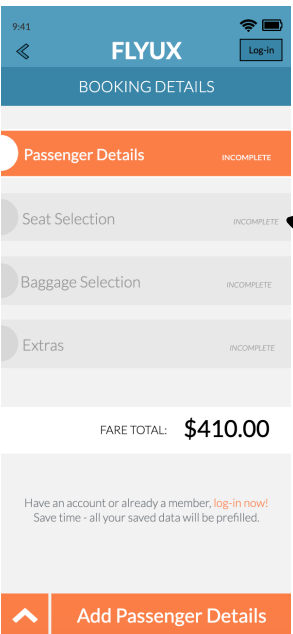 9:41
FLYUX
Log-in
BOOKING DETAILS
Passenger Details INCOMPLETE
Seat Selection INCOMPLETE
Baggage Selection INCOMPLETE
Extras INCOMPLETE
FARE TOTAL: $410.00
Have an account or already a member, log-in now!
Save time - all your saved data will be prefilled.
Add Passenger Details